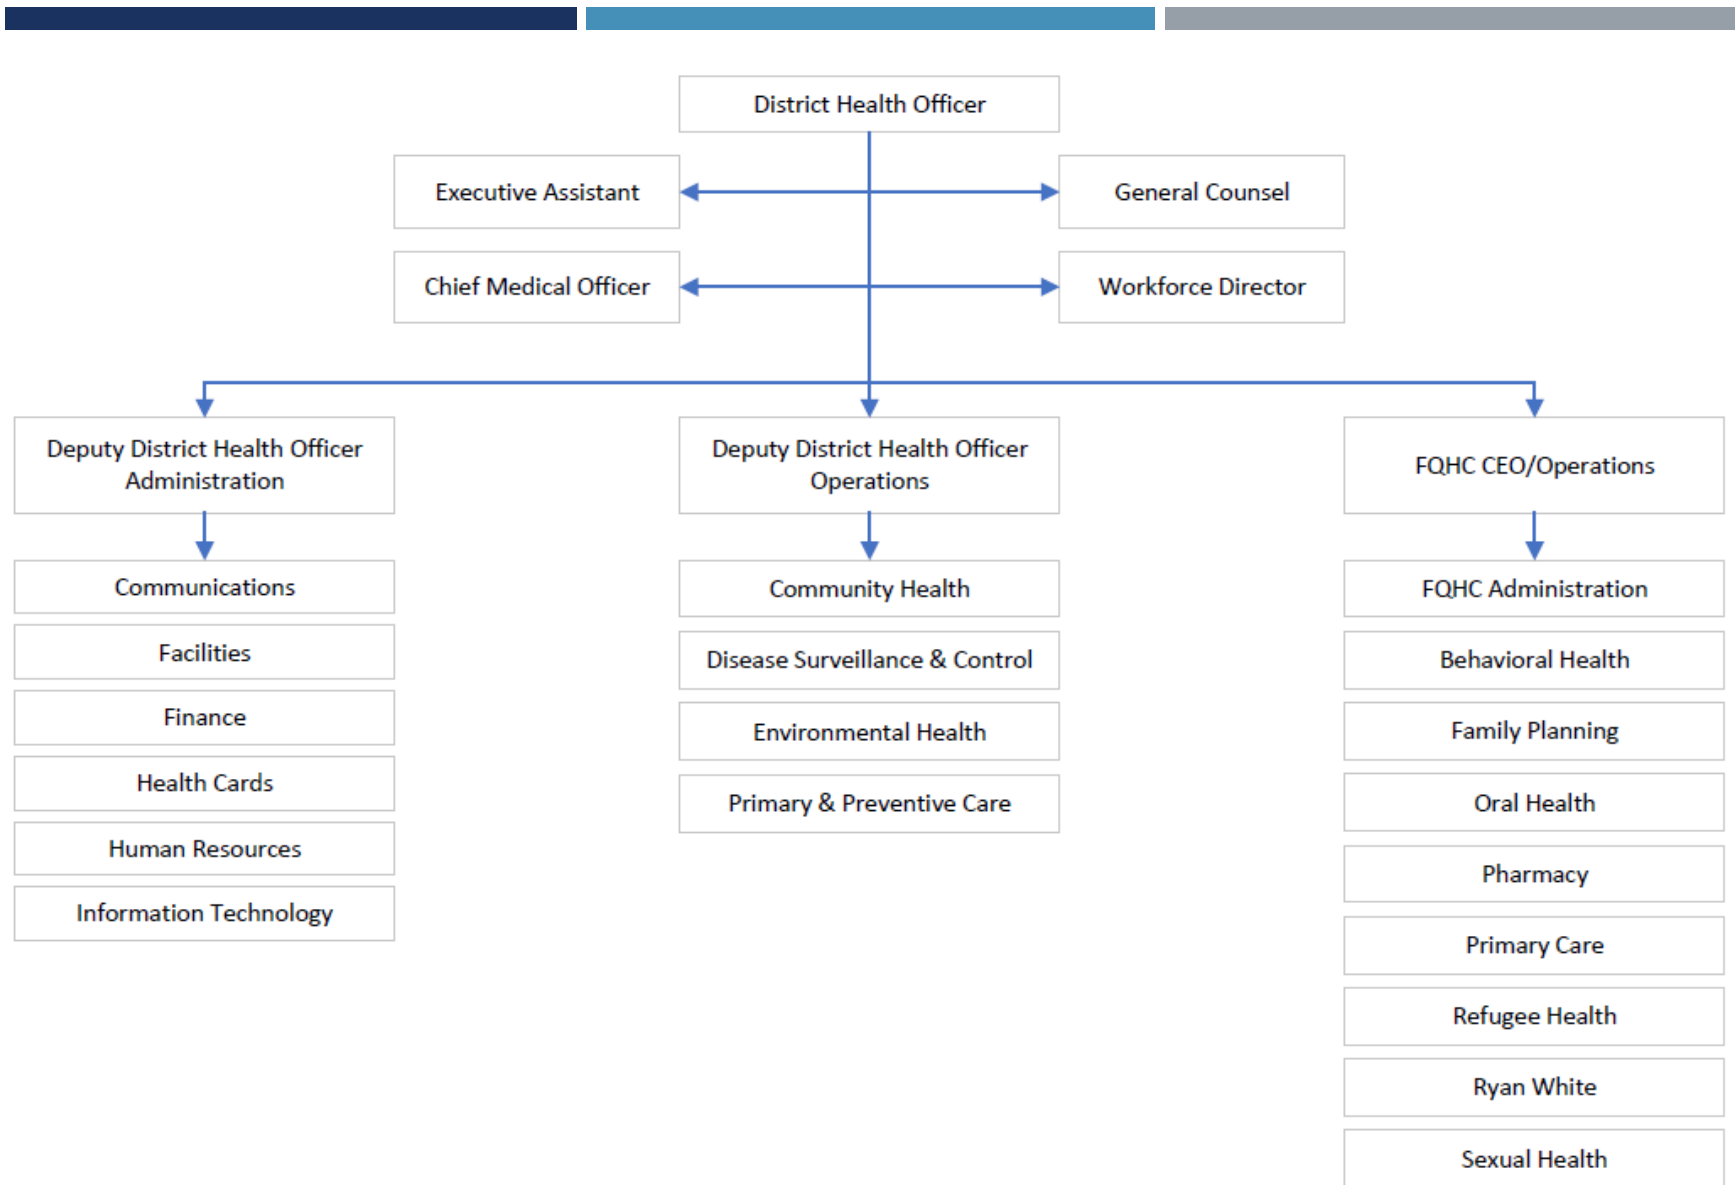 District Health Officer
Executive Assistant
General Counsel
Chief Medical Officer
Workforce Director
Deputy District Health Officer
Administration
Deputy District Health Officer
Operations
FQHC CEO/Operations
Communications
Facilities
Finance
Health Cards
Human Resources
Information Technology
Community Health
Disease Surveillance & Control
Environmental Health
Primary & Preventive Care
FQHC Administration
Behavioral Health
Family Planning
Oral Health
Pharmacy
Primary Care
Refugee Health
Ryan White
Sexual Health